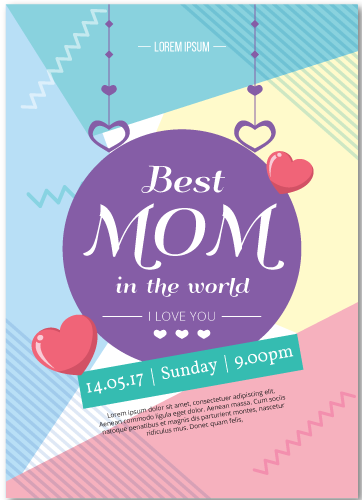 LOREM IPSUM
Best
MOM
in the world
I LOVE YOU
14.05.17 | Sunday | 9.00pm
Lorem ipsum dolor sit amet, consectetuer adipiscing elit.
Aenean commodo ligula eget dolor. Aenean massa. Cum sociis
natoque penatibus et magnis dis parturient montes, nascetur
ridiculus mus. Donec quam felis,